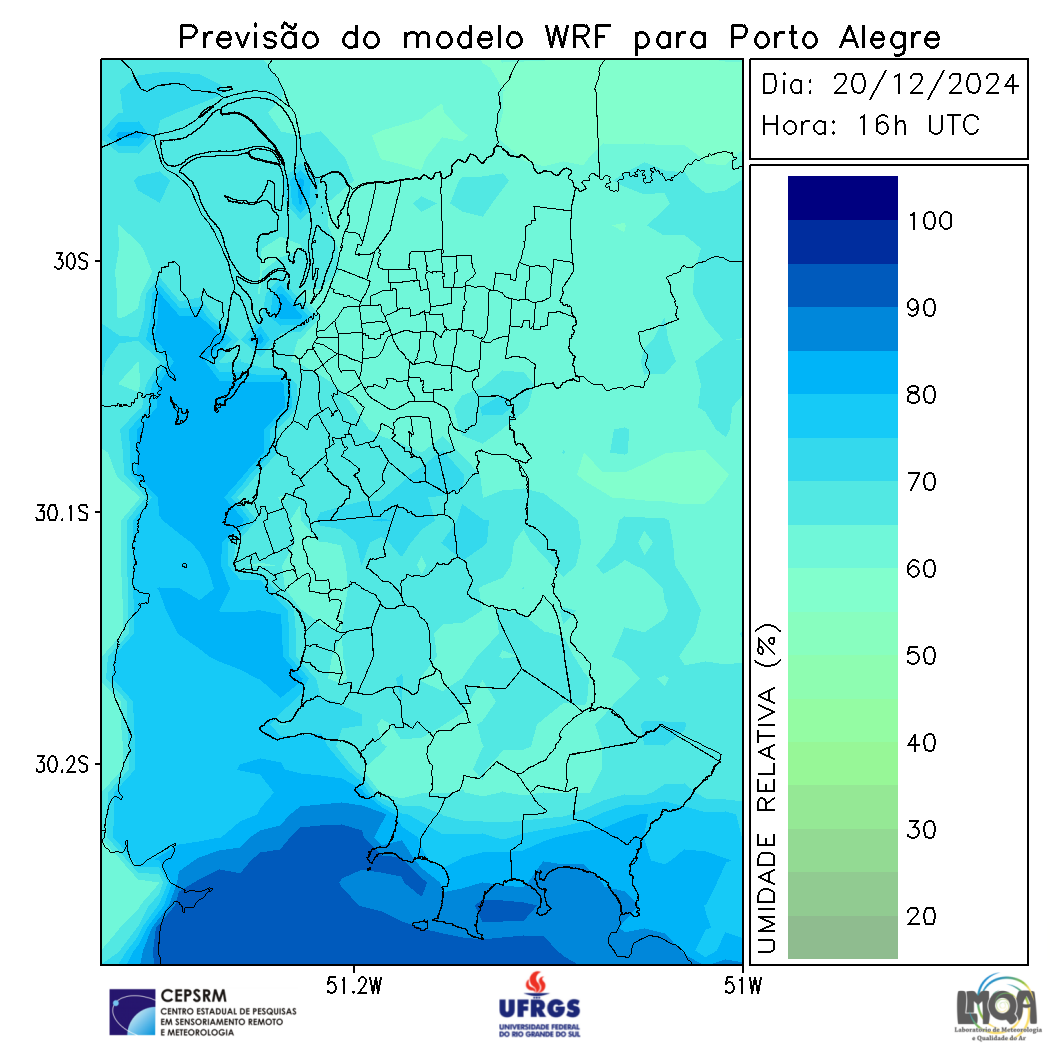 Previsão do modelo WRF para Porto Alegre
Dia: 20/12/2024
Hora: 16h UTC
30S
30.1S
30.2S
51.2W
51W
UMIDADE RELATIVA (%)
100
90
80
70
60
50
40
30
20
CEPSRM
CENTRO ESTADUAL DE PESQUISAS
EM SENSORIAMENTO REMOTO
E METEOROLOGIA
UFRGS
UNIVERSIDADE FEDERAL
DO RIO GRANDE DO SUL
LMQA
Laboratório de Meteorologia
e Qualidade do Ar